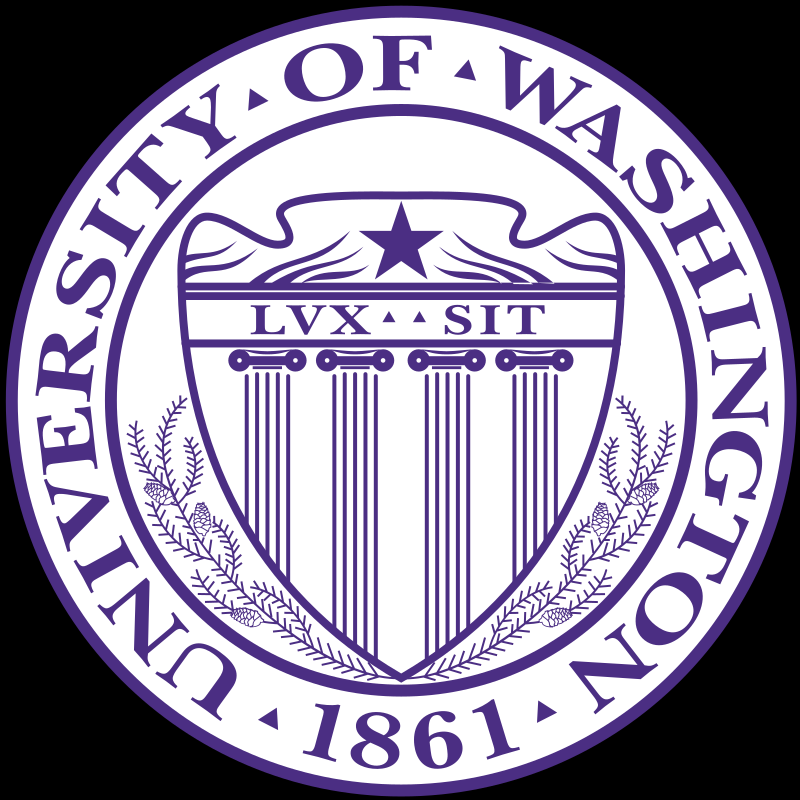 UNIVERSITY ▲ OF ▲ WASHINGTON
LVX ▲ ▲ SIT
▲ 1861 ▲